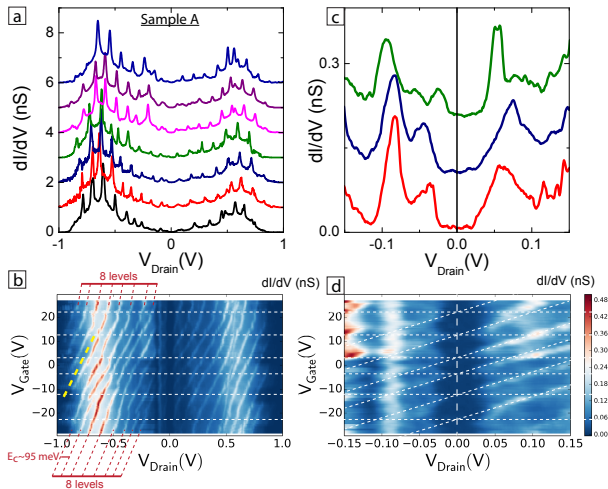 a
Sample A
dI/dV (nS)
8
6
4
2
0
-1
0
1
V_Drain(V)
c
dI/dV (nS)
0.3
0.0
-0.1
0.0
0.1
V_Drain(V)
b
8 levels
dI/dV (nS)
V_Gate(V)
20
10
0
−10
−20
-1.0
-0.5
0.0
0.5
1.0
V_Drain(V)
E_C~95 meV
8 levels
d
dI/dV (nS)
V_Gate(V)
20
10
0
−10
−20
-0.15
-0.10
-0.05
0.00
0.05
0.10
0.15
V_Drain(V)
0.48
0.42
0.36
0.30
0.24
0.18
0.12
0.06
0.00